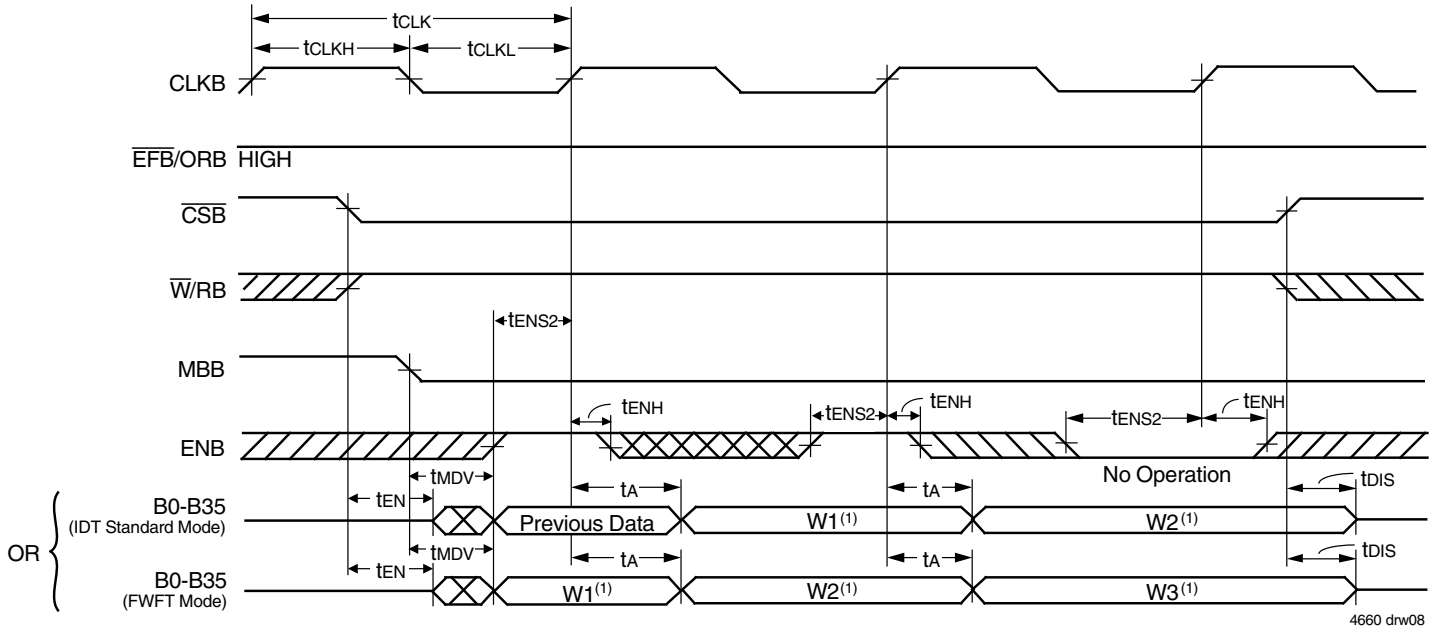 tCLK
tCLKH
tCLKL
CLKB
EFB/ORB HIGH
CSB
W/RB
tENS2
MBB
tENH
tENS2
tENH
tENS2
tENH
ENB
No Operation
tMDV
tEN
tA
tA
tDIS
B0-B35
(IDT Standard Mode)
Previous Data
W1(1)
W2(1)
OR
tMDV
tEN
tA
tA
tDIS
B0-B35
(FWFT Mode)
W1(1)
W2(1)
W3(1)
4660 drw08